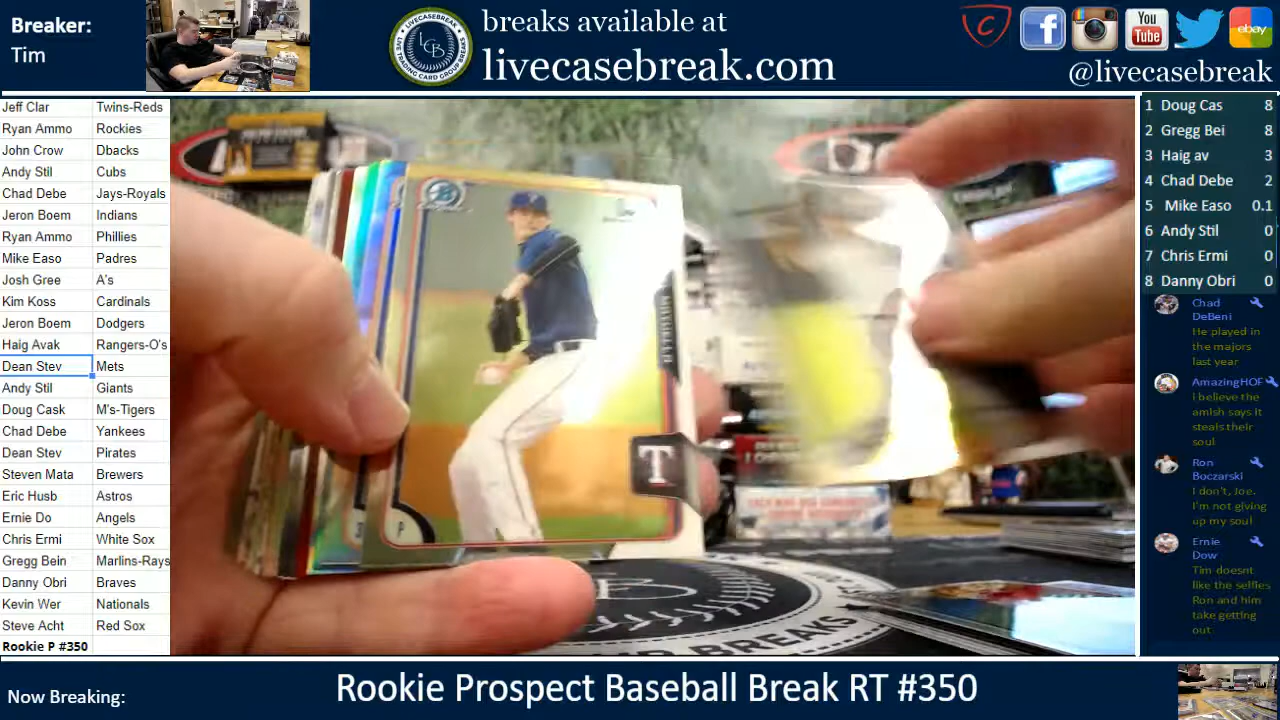 Breaker:
Tim
LIVECASEBREAK
LCB
breaks available at
livecasebreak.com
You
Tube
ebay
@livecasebreak
Jeff Clar Twins-Reds
Ryan Ammo Rockies
John Crow Dbacks
Andy Stil Cubs
Chad Debe Jays-Royals
Jeron Boem Indians
Ryan Ammo Phillies
Mike Easo Padres
Josh Gree A's
Kim Koss Cardinals
Jeron Boem Dodgers
Haig Avak Rangers-O's
Dean Stev Mets
Andy Stil Giants
Doug Cask M's-Tigers
Chad Debe Yankees
Dean Stev Pirates
Steven Mata Brewers
Eric Husb Astros
Ernie Do Angels
Chris Ermi White Sox
Gregg Bein Marlins-Rays
Danny Obri Braves
Kevin Wer Nationals
Steve Acht Red Sox
Rookie P #350
T
P
1 Doug Cas 8
2 Gregg Bei 8
3 Haig av 3
4 Chad Debe 2
5 Mike Easo 0.1
6 Andy Stil 0
7 Chris Ermi 0
8 Danny Obri 0
Chad
DeBeni
He played in
the majors
last year
AmazingHOF
i believe the
amish says it
steals their
soul
Ron
Boczarski
I don't, Joe.
I'm not giving
up my soul
Ernie
Dow
Tim doesnt
like the selfies
Ron and him
take getting
out
Now Breaking:
Rookie Prospect Baseball Break RT #350